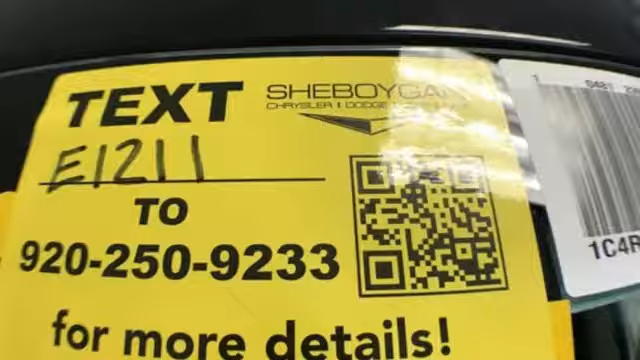 TEXT
SHEBOYGAN
CHRYSLER | DODGE
E1211
TO
920-250-9233
for more details!
1C4R